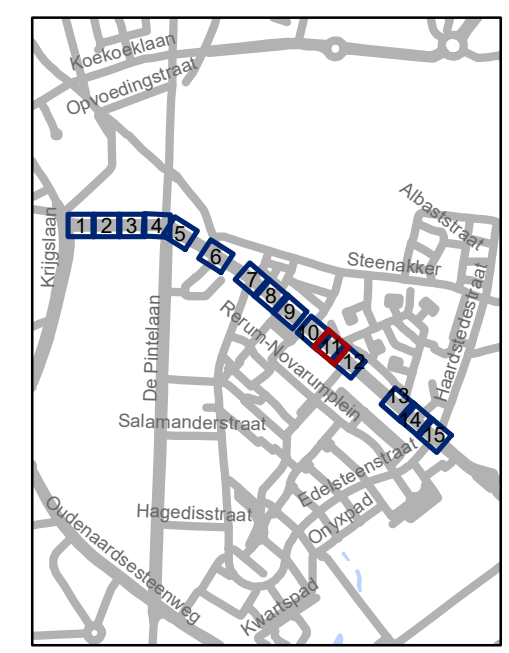 Koekoeklaan
Opvoedingstraat
Krijgslaan
1
2
3
4
5
6
7
8
9
0
11
12
13
14
15
Albaststraat
Steenakker
Haardstedestraat
De Pintelaan
Rerum-Novarumplein
Salamanderstraat
Edelsteenstraat
Hagedisstraat
Onyxpad
Oudenaardsesteenweg
Kwartspad